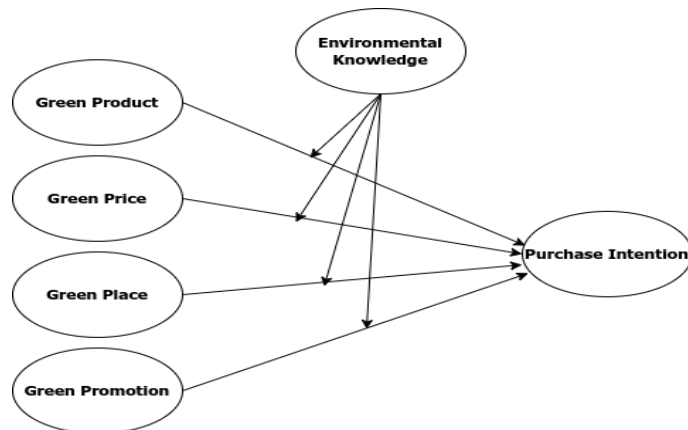 Environmental
Knowledge
Green Product
Green Price
Purchase Intention
Green Place
Green Promotion